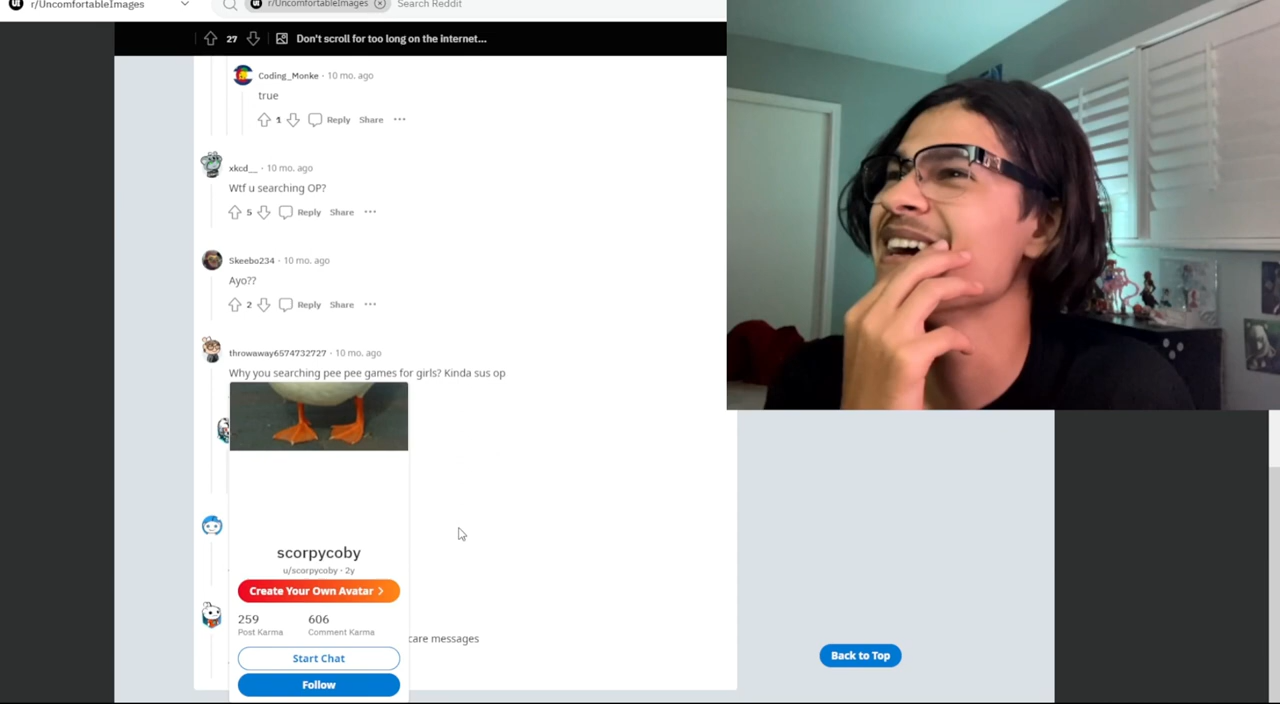 r/UncomfortableImages
r/UncomfortableImages
Search Reddit
27
Don't scroll for too long on the internet...
Coding_Monke · 10 mo. ago
true
1 Reply Share ...
xkcd__ · 10 mo. ago
Wtf u searching OP?
5 Reply Share ...
Skeebo234 · 10 mo. ago
Ayo??
2 Reply Share ...
throwaway6574732727 · 10 mo. ago
Why you searching pee pee games for girls? Kinda sus op
scorpycoby
u/scorpycoby · 2y
Create Your Own Avatar >
259 606
Post Karma Comment Karma
care messages
Start Chat
Back to Top
Follow